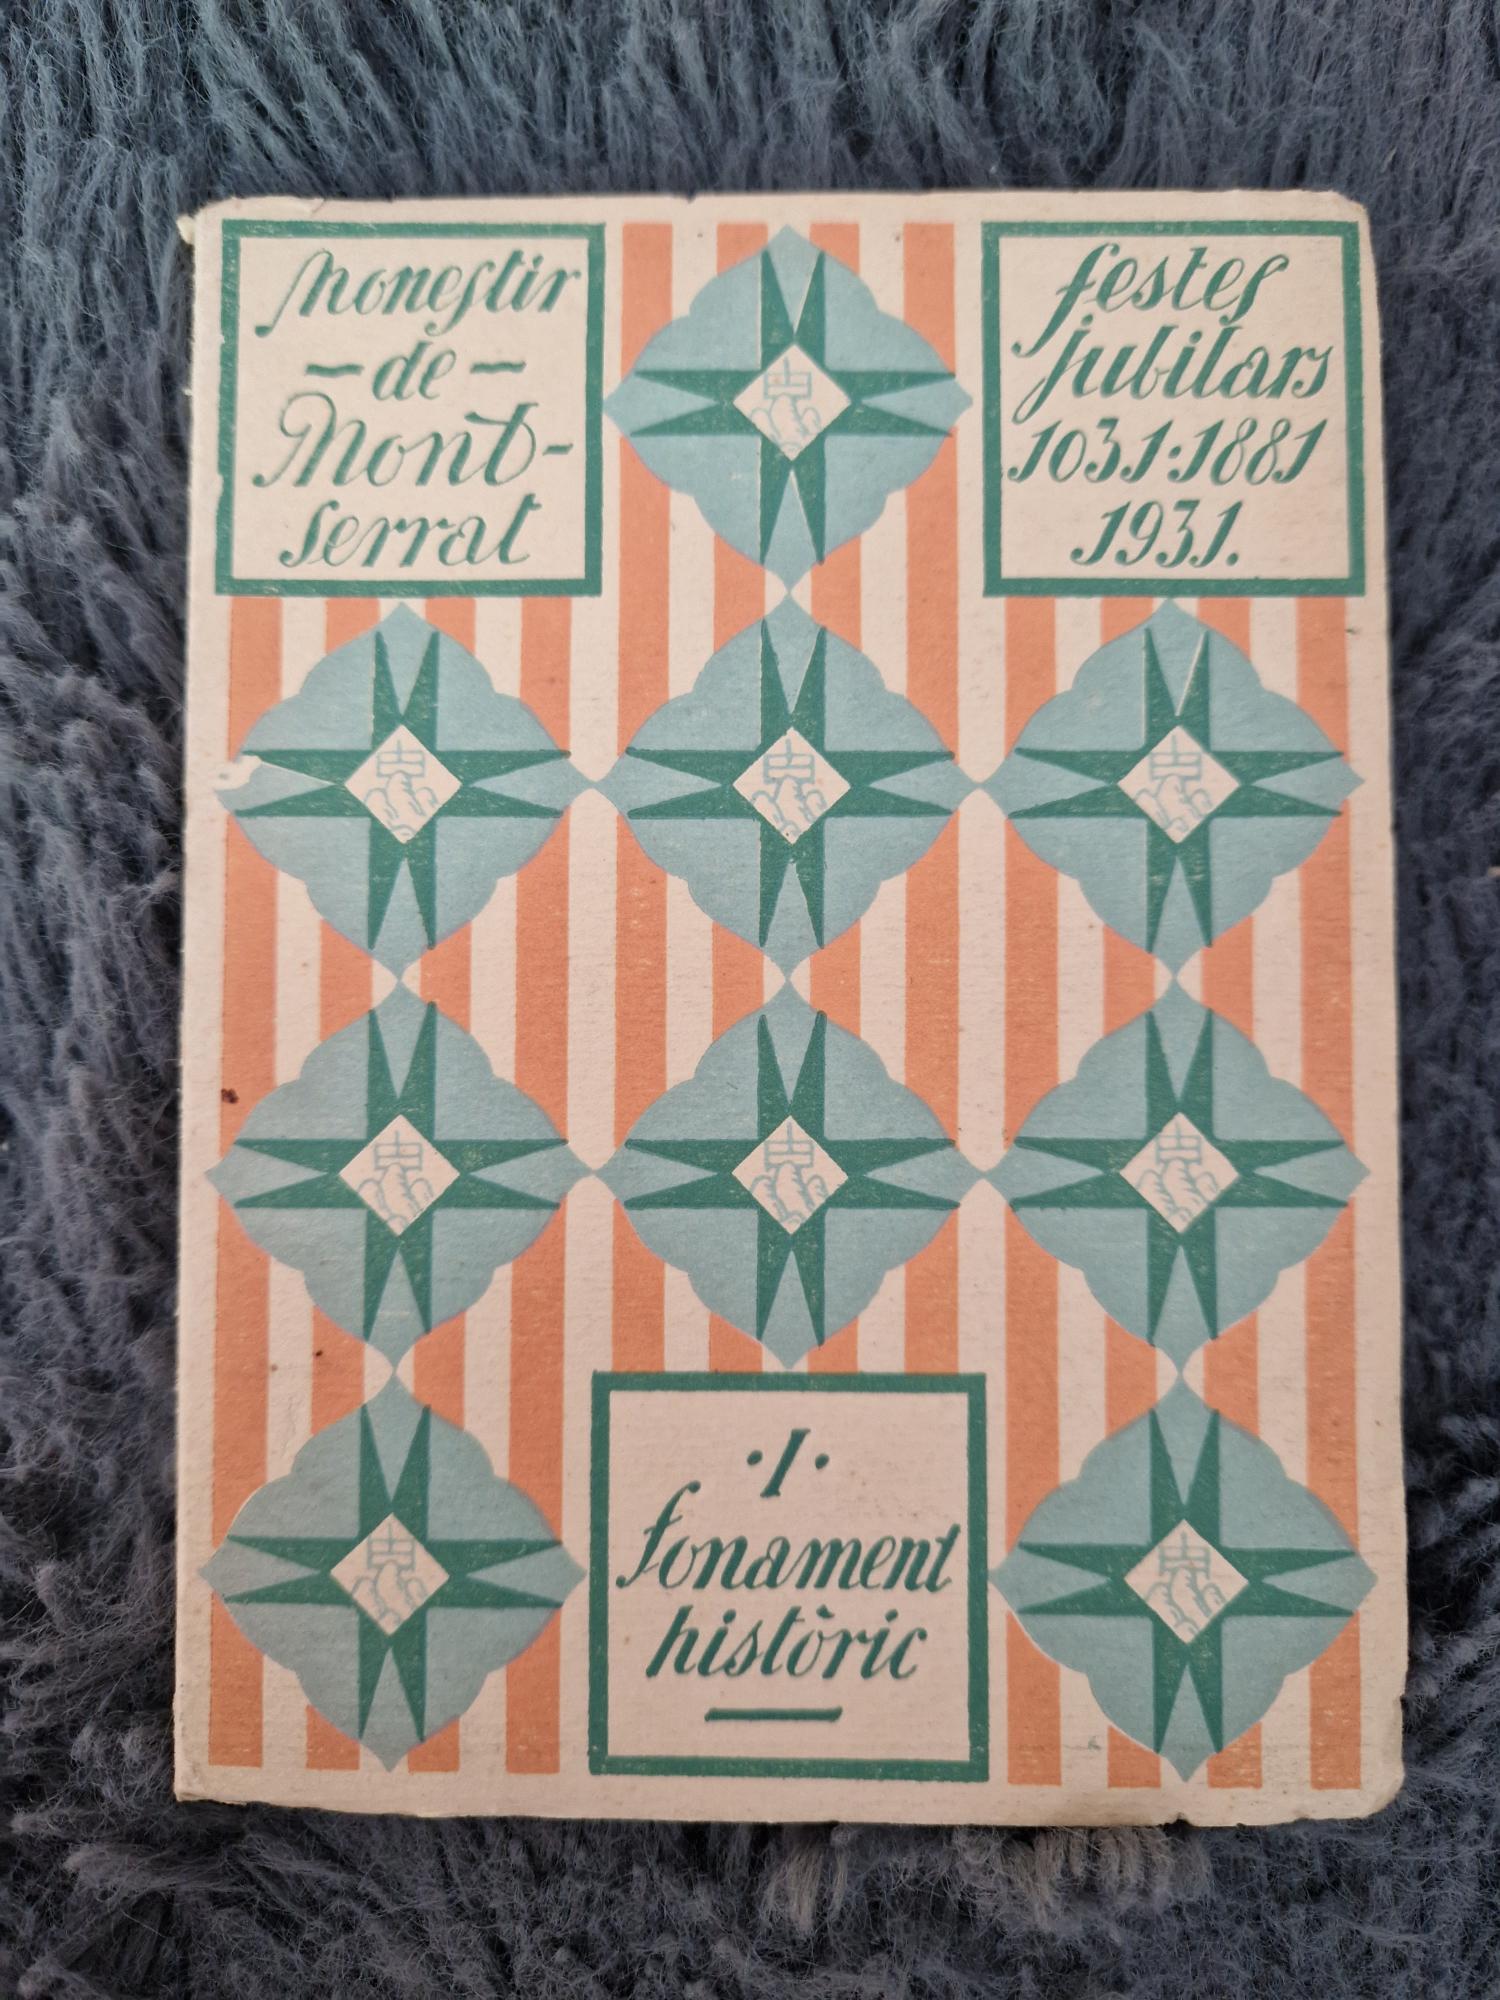 Monestir
- de -
Mont-
serrat
festes
jubilars
1031·1881
1931.
·I·
fonament
històric